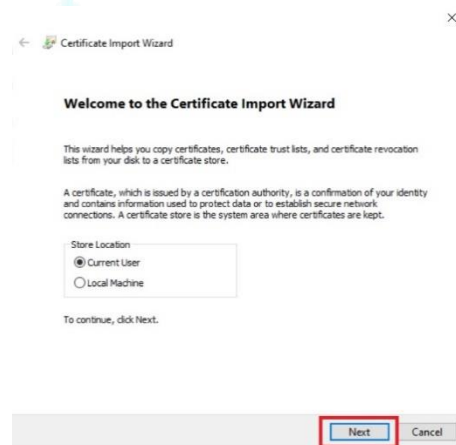 Certificate Import Wizard
Welcome to the Certificate Import Wizard
This wizard helps you copy certificates, certificate trust lists, and certificate revocation
lists from your disk to a certificate store.
A certificate, which is issued by a certification authority, is a confirmation of your identity
and contains information used to protect data or to establish secure network
connections. A certificate store is the system area where certificates are kept.
Store Location
Current User
Local Machine
To continue, click Next.
Next Cancel